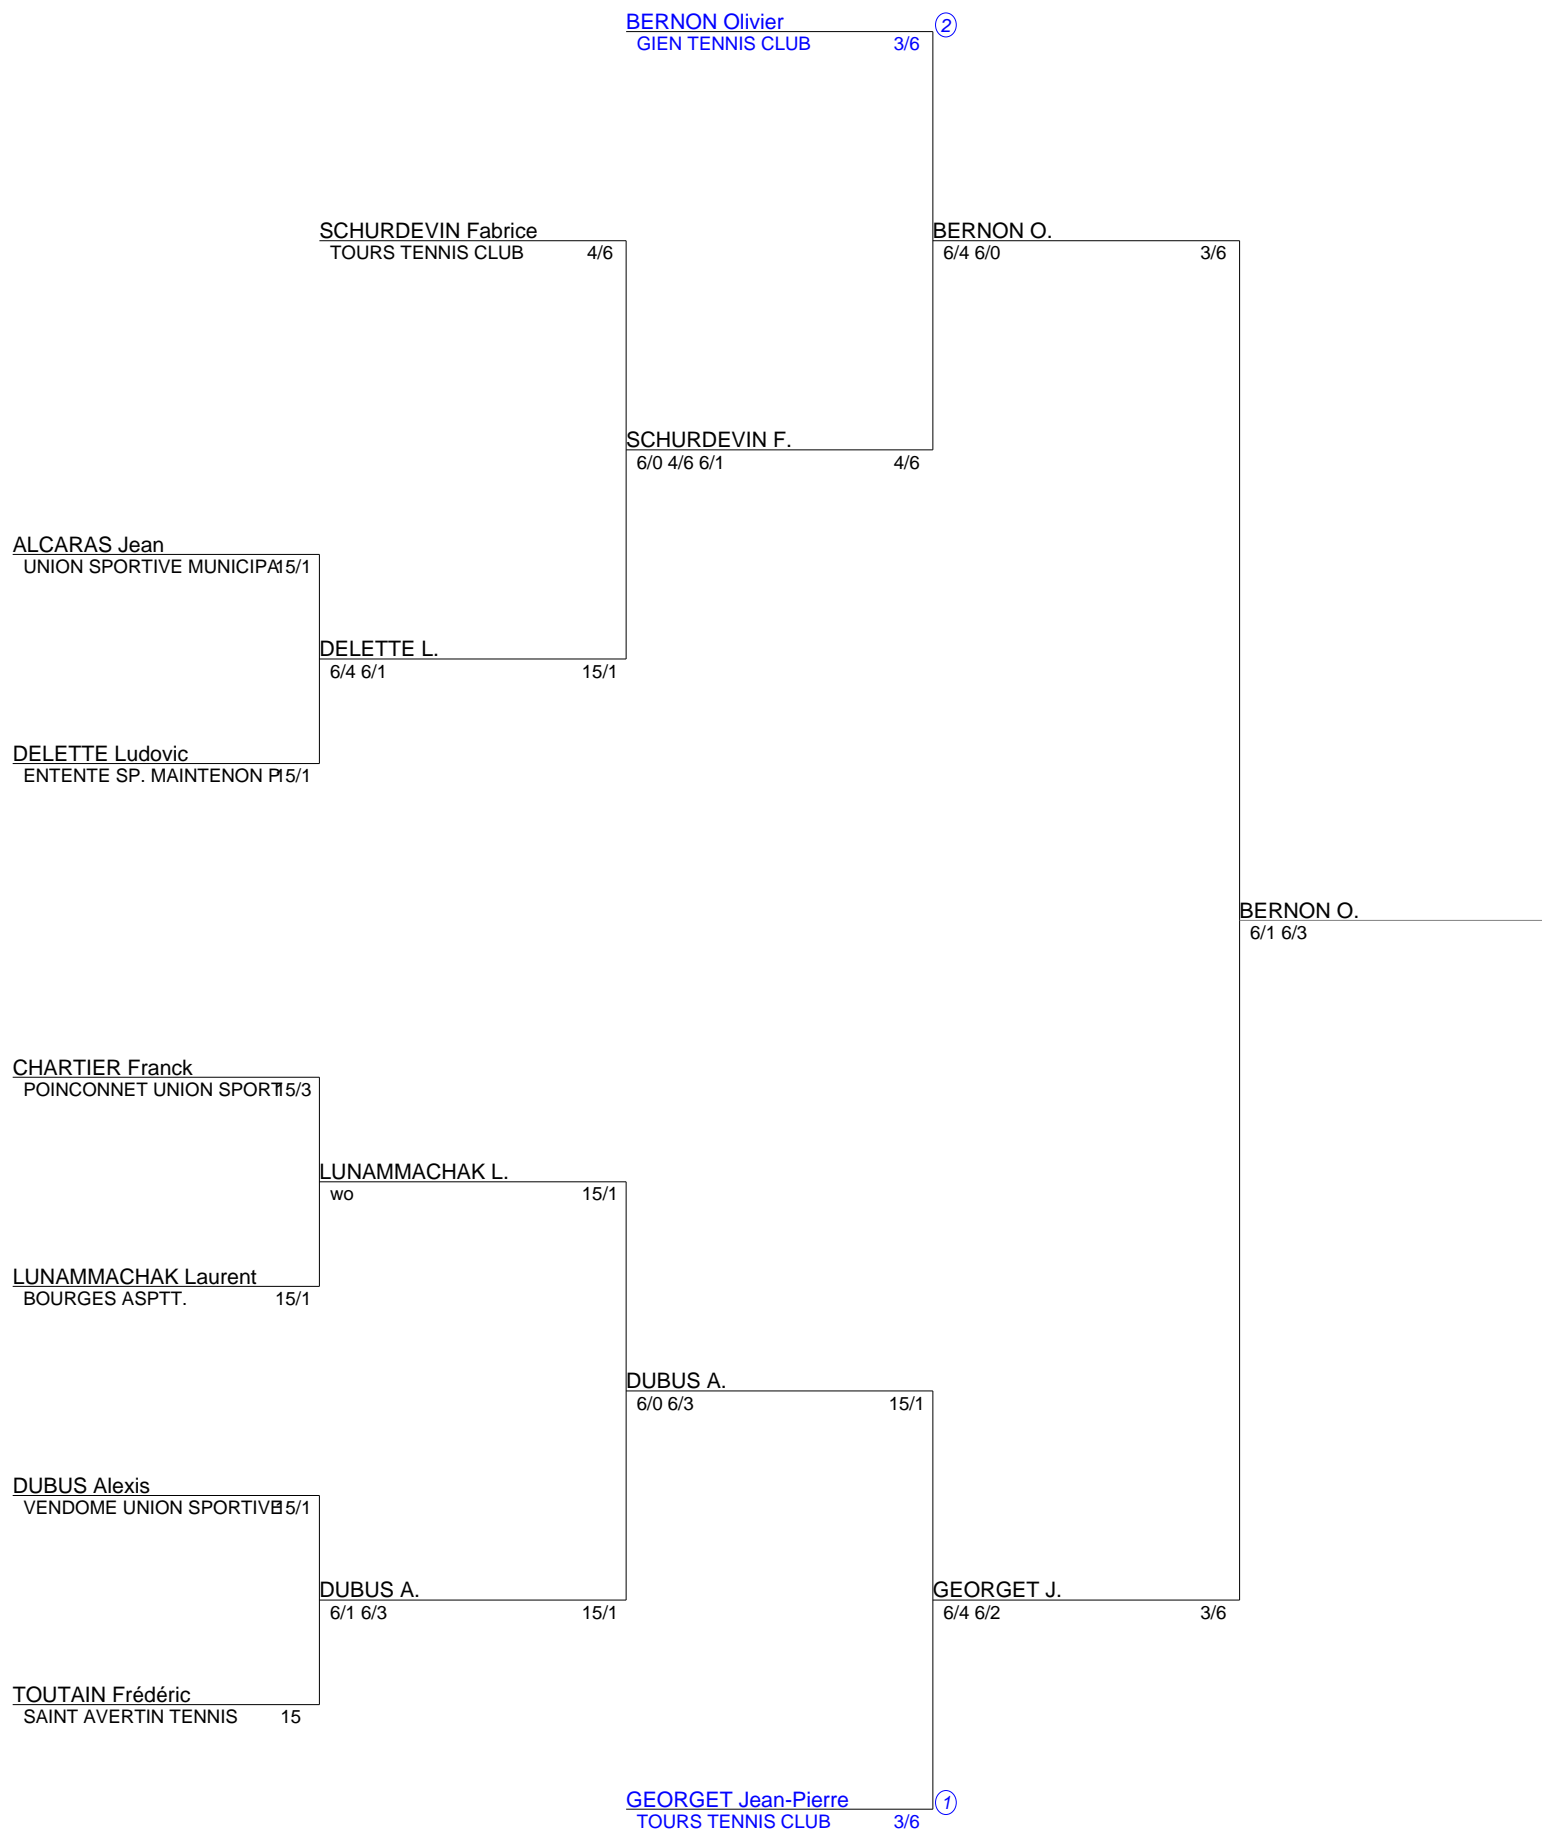 BERNON Olivier 2
GIEN TENNIS CLUB 3/6
SCHURDEVIN Fabrice
TOURS TENNIS CLUB 4/6
BERNON O.
6/4 6/0 3/6
SCHURDEVIN F.
6/0 4/6 6/1 4/6
ALCARAS Jean
UNION SPORTIVE MUNICIPA 15/1
DELETTE L.
6/4 6/1 15/1
DELETTE Ludovic
ENTENTE SP. MAINTENON P 15/1
BERNON O.
6/1 6/3
CHARTIER Franck
POINCONNET UNION SPORT 15/3
LUNAMMACHAK L.
wo 15/1
LUNAMMACHAK Laurent
BOURGES ASPTT. 15/1
DUBUS A.
6/0 6/3 15/1
DUBUS Alexis
VENDOME UNION SPORTIVE 15/1
DUBUS A.
6/1 6/3 15/1
GEORGET J.
6/4 6/2 3/6
TOUTAIN Frédéric
SAINT AVERTIN TENNIS 15
GEORGET Jean-Pierre 1
TOURS TENNIS CLUB 3/6